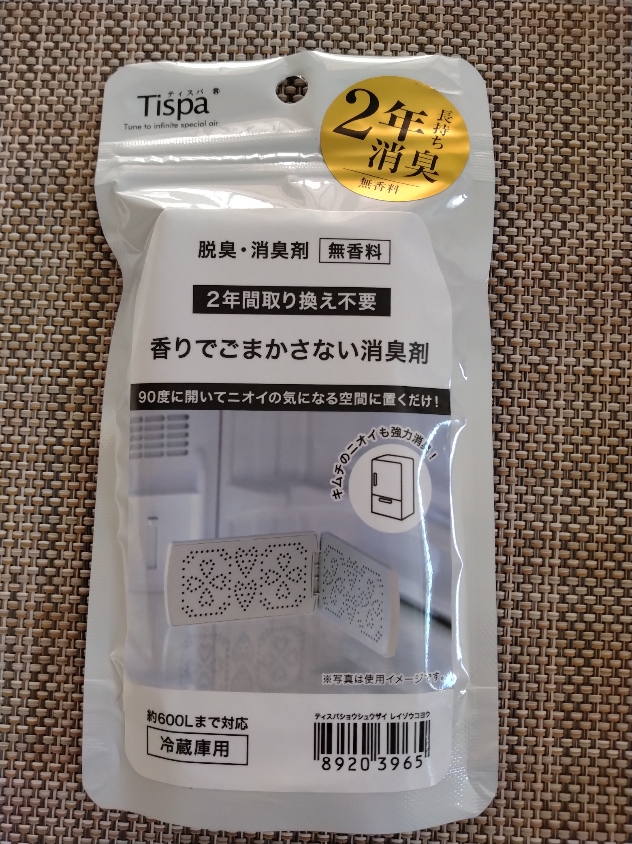 ティスパ
Tispa®
Tune to infinite special air.
2年
消臭
長持ち
無香料
脱臭・消臭剤 無香料
2年間取り換え不要
香りでごまかさない消臭剤
90度に開いてニオイの気になる空間に置くだけ!
キムチのニオイも強力消臭!
※写真は使用イメージです。
約600Lまで対応
冷蔵庫用
ティスパショウシュウザイ レイゾウコヨウ
8920 3965